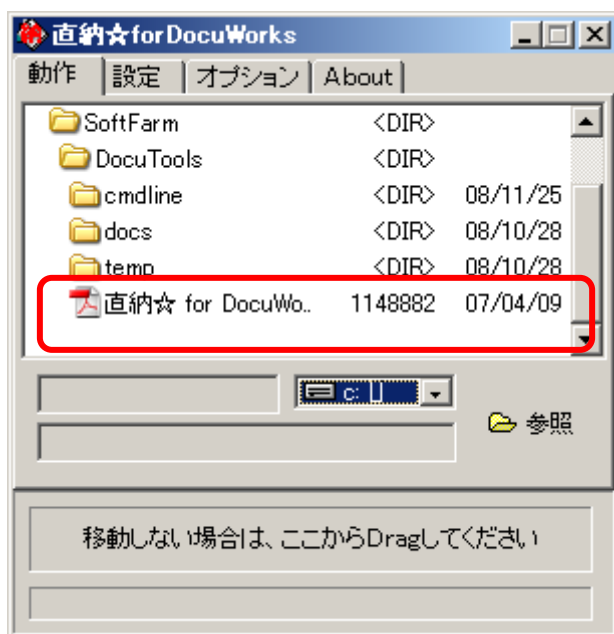 直納☆forDocuWorks
動作 設定 オプション About
SoftFarm <DIR>
DocuTools <DIR>
cmdline <DIR> 08/11/25
docs <DIR> 08/10/28
temp <DIR> 08/10/28
直納☆ for DocuWo.. 1148882 07/04/09
c: []
参照
移動しない場合は、ここからDragしてください